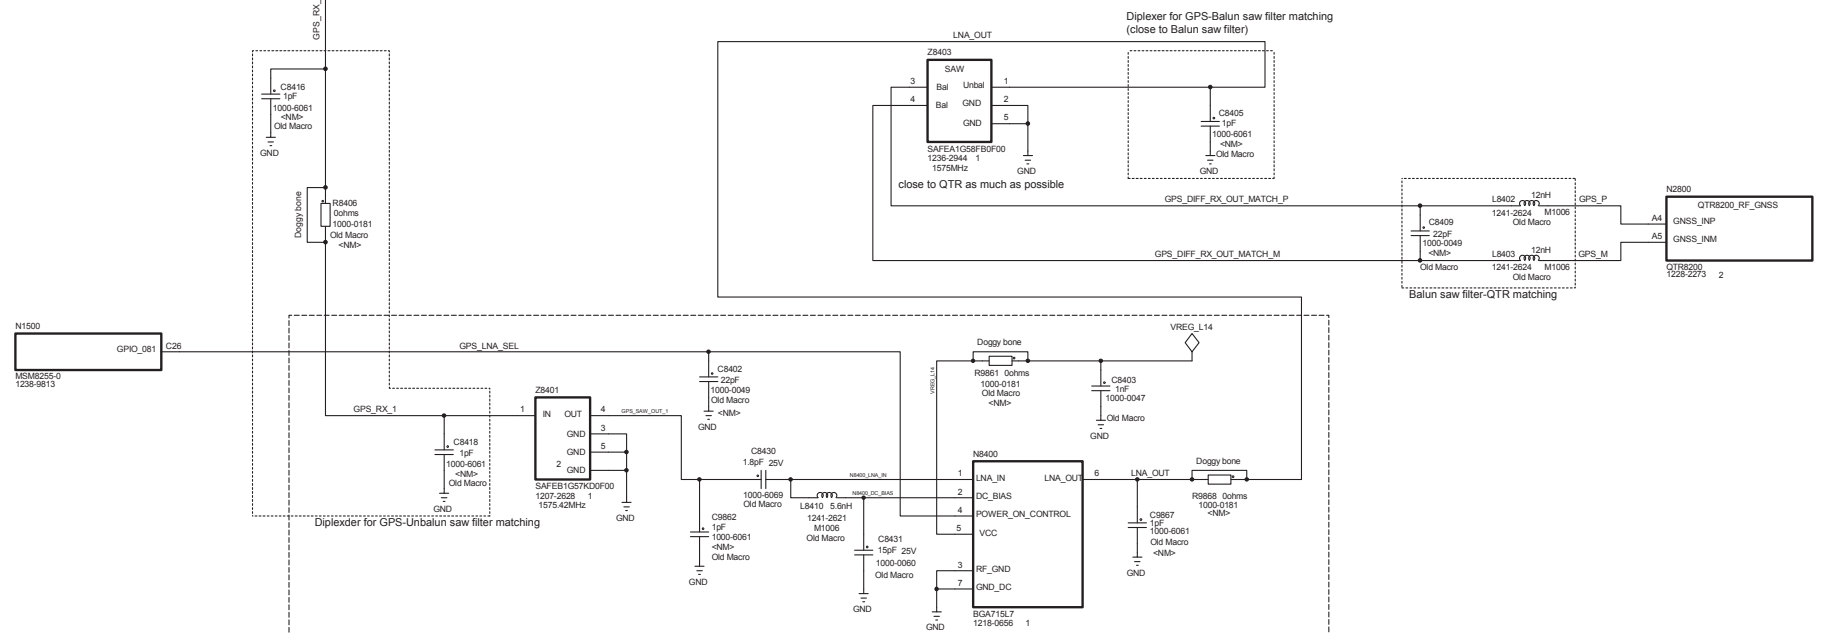 GPS_RX_
Diplexer for GPS-Balun saw filter matching
(close to Balun saw filter)
LNA_OUT
Z8403
SAW
3
Bal
Unbal
1
4
Bal
GND
2
GND
5
SAFEA1G58FB0F00
1236-2944 1
1575MHz
GND
close to QTR as much as possible
C8405
1pF
1000-6061
<NM>
Old Macro
GND
C8416
1pF
1000-6061
<NM>
Old Macro
GND
Doggy bone
R8406
0ohms
1000-0181
Old Macro
<NM>
GPS_DIFF_RX_OUT_MATCH_P
GPS_DIFF_RX_OUT_MATCH_M
C8409
22pF
1000-0049
<NM>
Old Macro
12nH
L8402
1241-2624 M1006
Old Macro
GPS_P
12nH
L8403
1241-2624 M1006
Old Macro
GPS_M
Balun saw filter-QTR matching
N2800
QTR8200_RF_GNSS
A4
GNSS_INP
A5
GNSS_INM
QTR8200
1228-2273 2
N1500
GPIO_081
C26
MSM8255-0
1238-9813
GPS_LNA_SEL
C8402
22pF
1000-0049
Old Macro
<NM>
GND
VREG_L14
Doggy bone
R9861 0ohms
1000-0181
Old Macro
<NM>
VREG_L14
C8403
1nF
1000-0047
Old Macro
GND
GPS_RX_1
C8418
1pF
1000-6061
<NM>
Old Macro
GND
Z8401
1
IN
OUT
4
GND
3
GND
5
2
GND
SAFEB1G57KD0F00
1207-2628 1
1575.42MHz
GND
GPS_SAW_OUT_1
Diplexder for GPS-Unbalun saw filter matching
C8430
1.8pF 25V
1000-6069
Old Macro
C9862
1pF
1000-6061
<NM>
Old Macro
GND
N8400_LNA_IN
N8400_DC_BIAS
L8410 5.6nH
1241-2621
M1006
Old Macro
C8431
15pF 25V
1000-0060
Old Macro
GND
N8400
1
LNA_IN
LNA_OUT
6
2
DC_BIAS
4
POWER_ON_CONTROL
5
VCC
3
RF_GND
7
GND_DC
BGA715L7
1218-0656 1
GND
LNA_OUT
Doggy bone
R9868 0ohms
1000-0181
<NM>
C9867
1pF
1000-6061
Old Macro
<NM>
GND